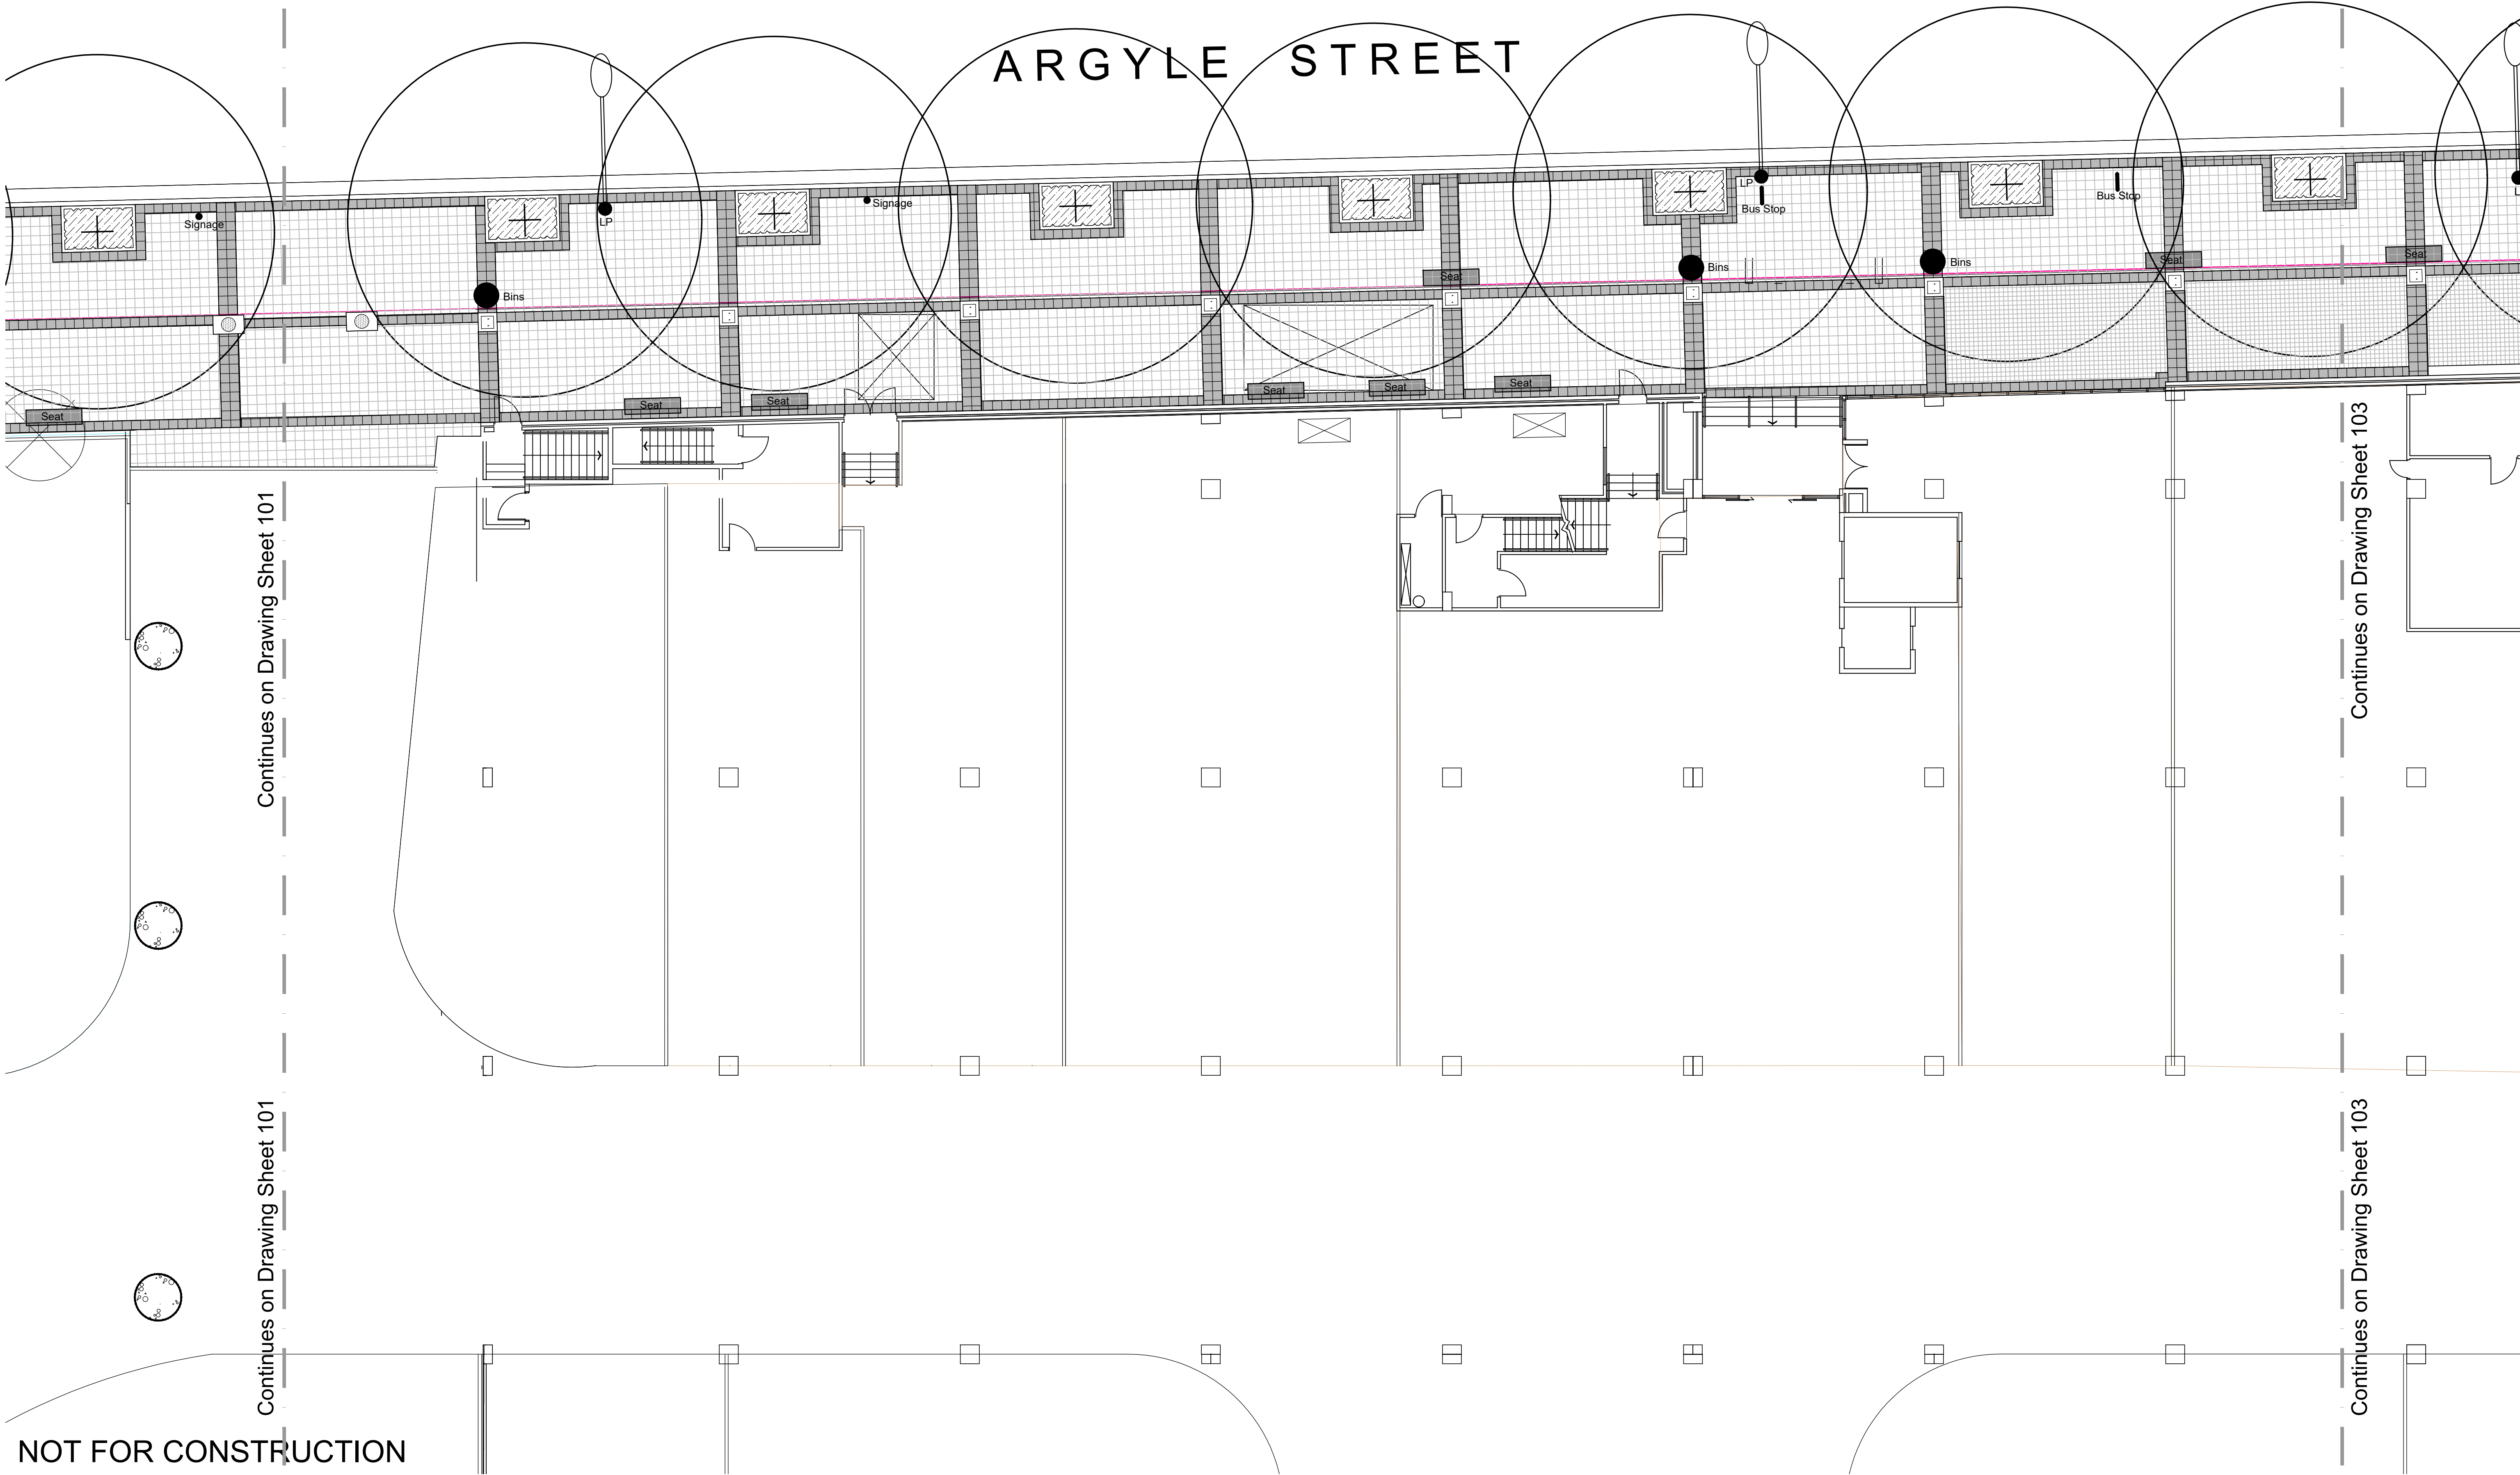 ARGYLE STREET
Signage
LP
Signage
LP
Bus Stop
Bus Stop
L
Bins
Bins
Bins
Seat
Seat
Seat
Seat
Seat
Seat
Seat
Seat
Seat
Continues on Drawing Sheet 101
Continues on Drawing Sheet 103
Continues on Drawing Sheet 101
Continues on Drawing Sheet 103
NOT FOR CONSTRUCTION